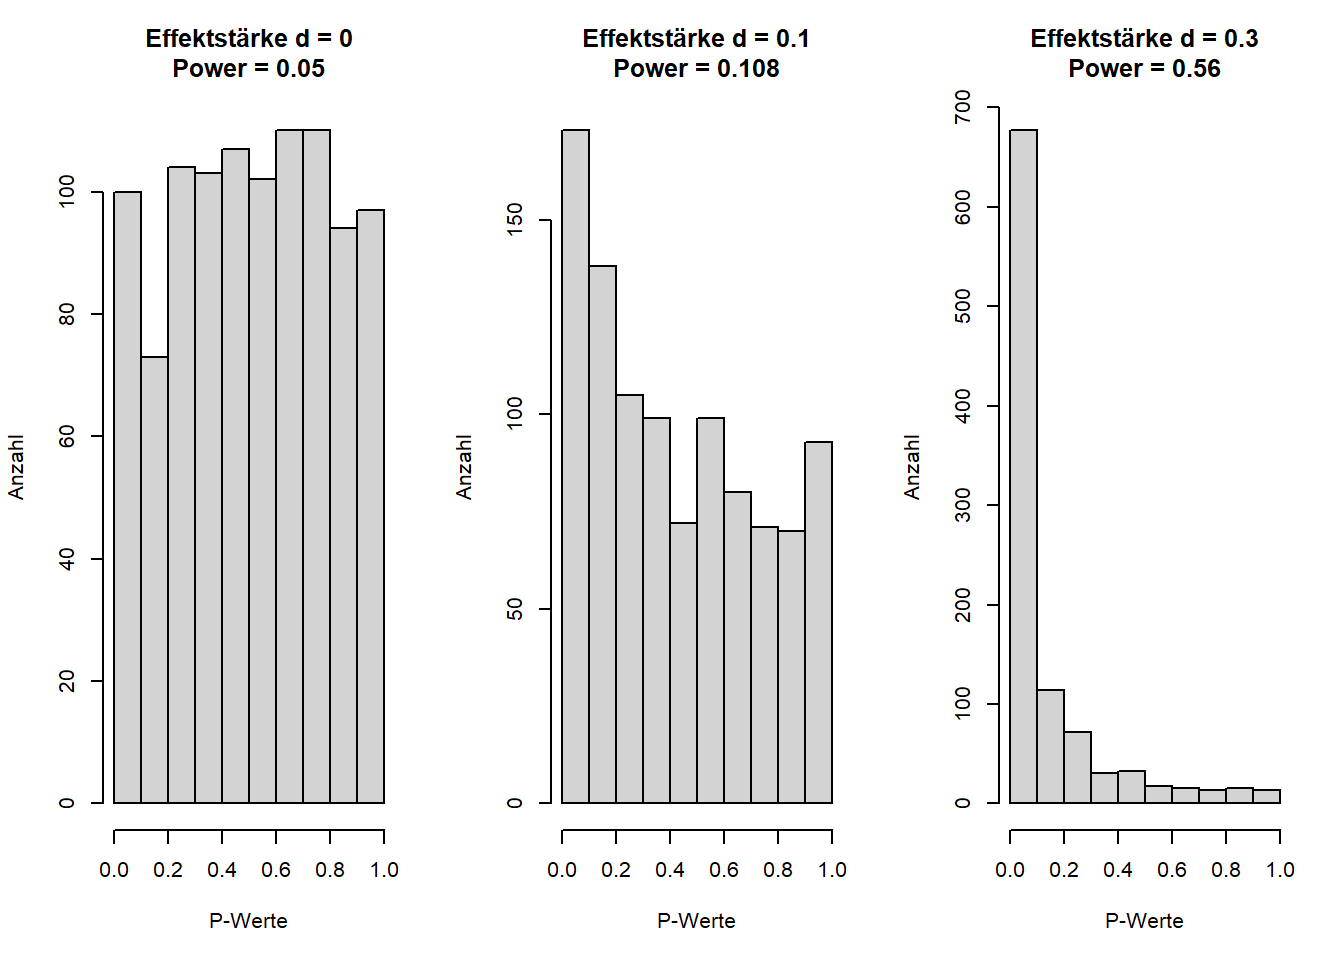 Effektstärke d = 0
Power = 0.05
Anzahl
100
80
60
40
20
0
0.0 0.2 0.4 0.6 0.8 1.0
P-Werte
Effektstärke d = 0.1
Power = 0.108
Anzahl
150
100
50
0
0.0 0.2 0.4 0.6 0.8 1.0
P-Werte
Effektstärke d = 0.3
Power = 0.56
Anzahl
700
600
500
400
300
200
100
0
0.0 0.2 0.4 0.6 0.8 1.0
P-Werte